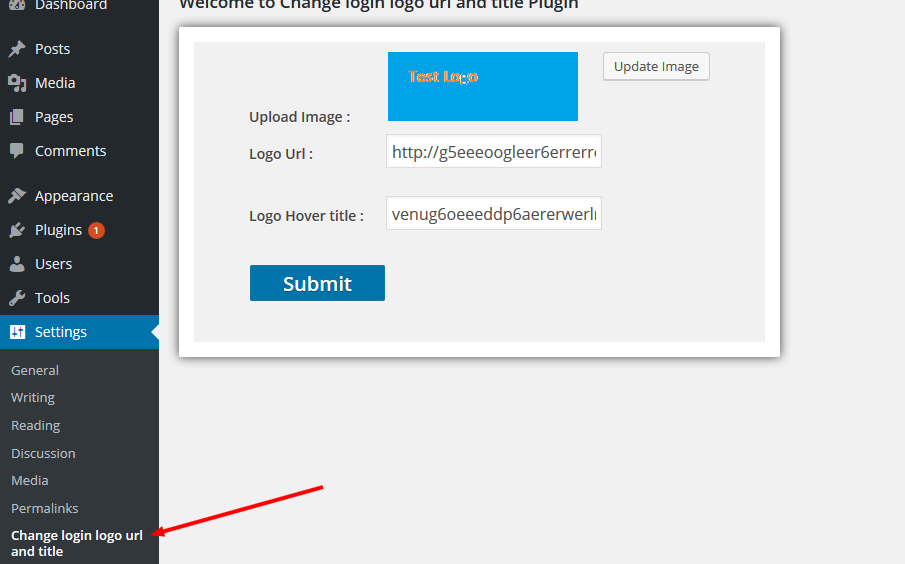 Dashboard
Posts
Media
Pages
Comments
Appearance
Plugins 1
Users
Tools
Settings
General
Writing
Reading
Discussion
Media
Permalinks
Change login logo url
and title
Welcome to Change login logo url and title Plugin
Test Logo
Update Image
Upload Image :
Logo Url :
http://g5eeeoogleer6errerre
Logo Hover title :
Submit